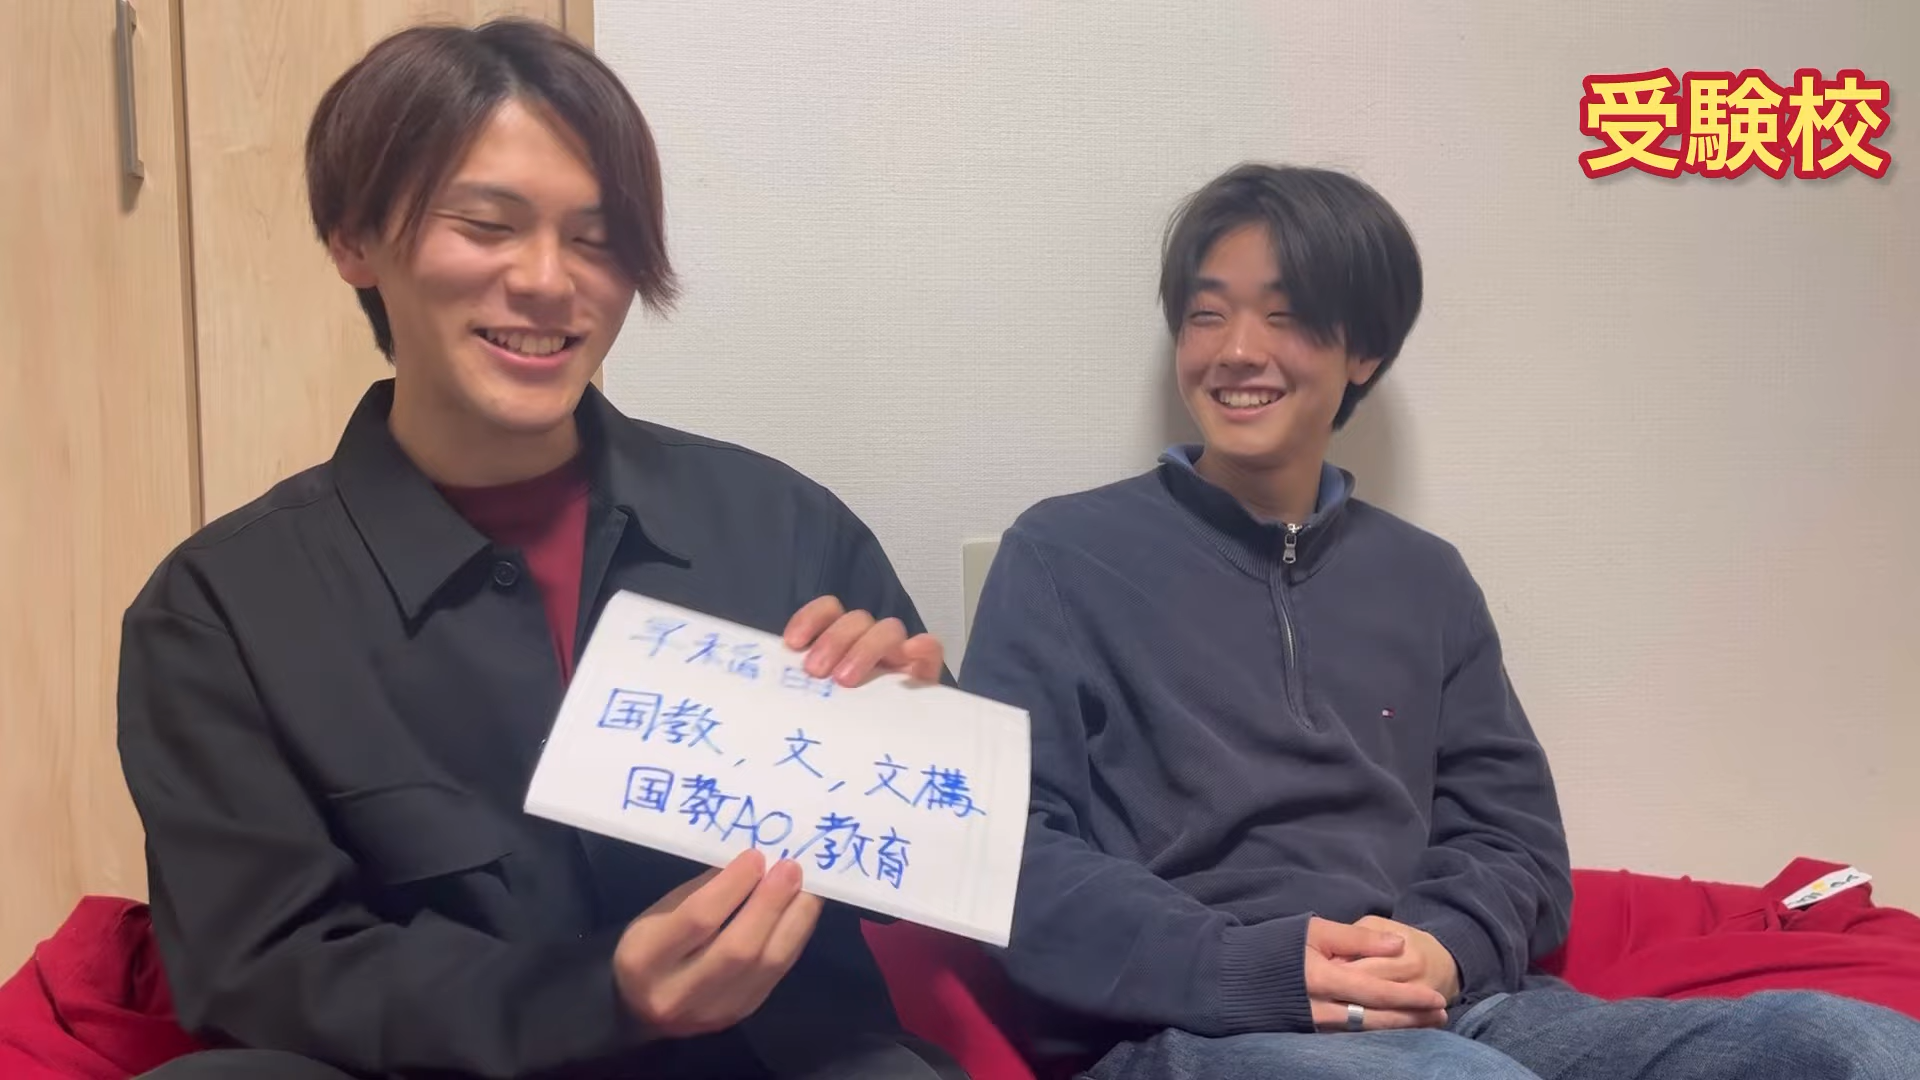 受験校
早稲田
国教, 文, 文構
国教AO, 教育